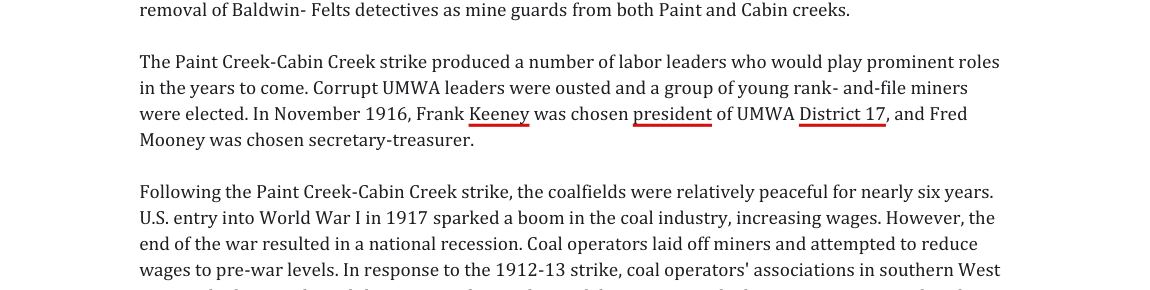 removal of Baldwin- Felts detectives as mine guards from both Paint and Cabin creeks.
The Paint Creek-Cabin Creek strike produced a number of labor leaders who would play prominent roles
in the years to come. Corrupt UMWA leaders were ousted and a group of young rank- and-file miners
were elected. In November 1916, Frank Keeney was chosen president of UMWA District 17, and Fred
Mooney was chosen secretary-treasurer.
Following the Paint Creek-Cabin Creek strike, the coalfields were relatively peaceful for nearly six years.
U.S. entry into World War I in 1917 sparked a boom in the coal industry, increasing wages. However, the
end of the war resulted in a national recession. Coal operators laid off miners and attempted to reduce
wages to pre-war levels. In response to the 1912-13 strike, coal operators' associations in southern West